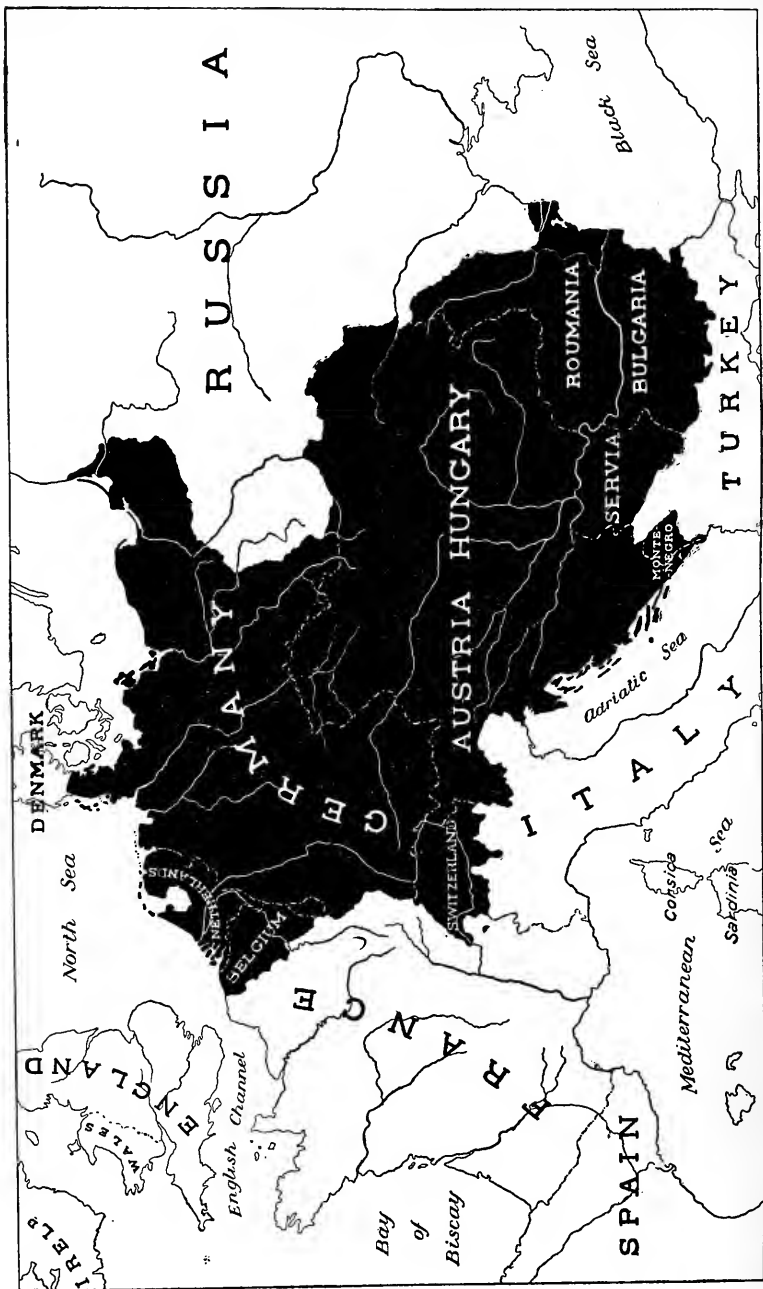 RUSSIA
DENMARK
North Sea
IRELD
ENGLAND
WALES
English Channel
NETHERLANDS
BELGIUM
GERMANY
FRANCE
Bay
of
Biscay
SWITZERLAND
AUSTRIA HUNGARY
ROUMANIA
BULGARIA
SERVIA
MONTE-
NEGRO
Black Sea
TURKEY
Adriatic Sea
ITALY
Corsica
Sardinia
Mediterranean Sea
SPAIN